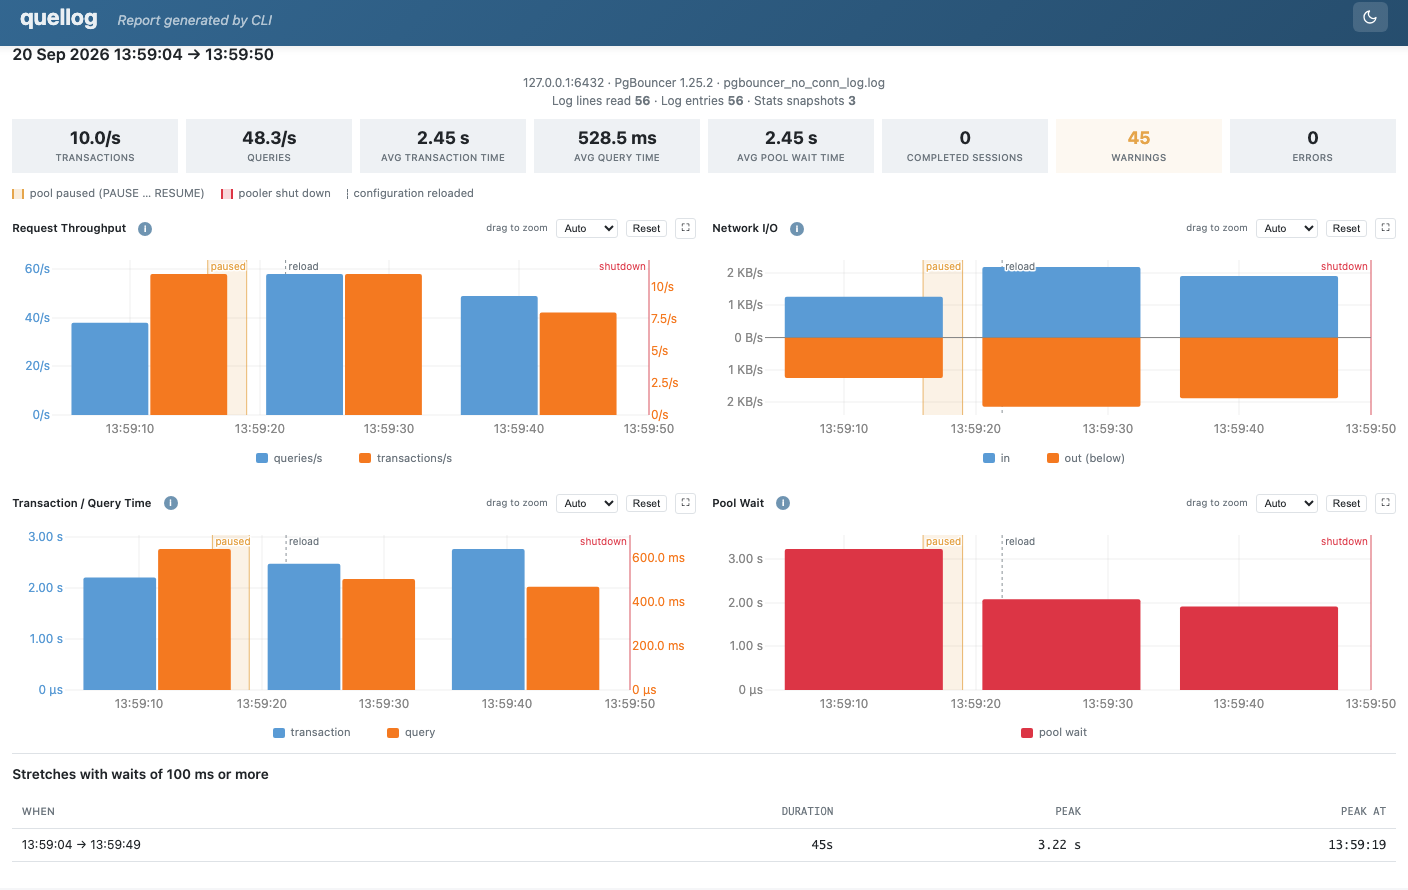 quellog Report generated by CLI
20 Sep 2026 13:59:04 → 13:59:50
127.0.0.1:6432 · PgBouncer 1.25.2 · pgbouncer_no_conn_log.log
Log lines read 56 · Log entries 56 · Stats snapshots 3
10.0/s
TRANSACTIONS
48.3/s
QUERIES
2.45 s
AVG TRANSACTION TIME
528.5 ms
AVG QUERY TIME
2.45 s
AVG POOL WAIT TIME
0
COMPLETED SESSIONS
45
WARNINGS
0
ERRORS
pool paused (PAUSE ... RESUME) pooler shut down configuration reloaded
Request Throughput i drag to zoom Auto Reset
60/s
40/s
20/s
0/s
paused
reload
shutdown
10/s
7.5/s
5/s
2.5/s
0/s
13:59:10 13:59:20 13:59:30 13:59:40 13:59:50
queries/s transactions/s
Network I/O i drag to zoom Auto Reset
2 KB/s
1 KB/s
0 B/s
1 KB/s
2 KB/s
paused
reload
shutdown
13:59:10 13:59:20 13:59:30 13:59:40 13:59:50
in out (below)
Transaction / Query Time i drag to zoom Auto Reset
3.00 s
2.00 s
1.00 s
0 µs
paused
reload
shutdown
600.0 ms
400.0 ms
200.0 ms
0 µs
13:59:10 13:59:20 13:59:30 13:59:40 13:59:50
transaction query
Pool Wait i drag to zoom Auto Reset
3.00 s
2.00 s
1.00 s
0 µs
paused
reload
shutdown
13:59:10 13:59:20 13:59:30 13:59:40 13:59:50
pool wait
Stretches with waits of 100 ms or more
WHEN DURATION PEAK PEAK AT
13:59:04 → 13:59:49 45s 3.22 s 13:59:19